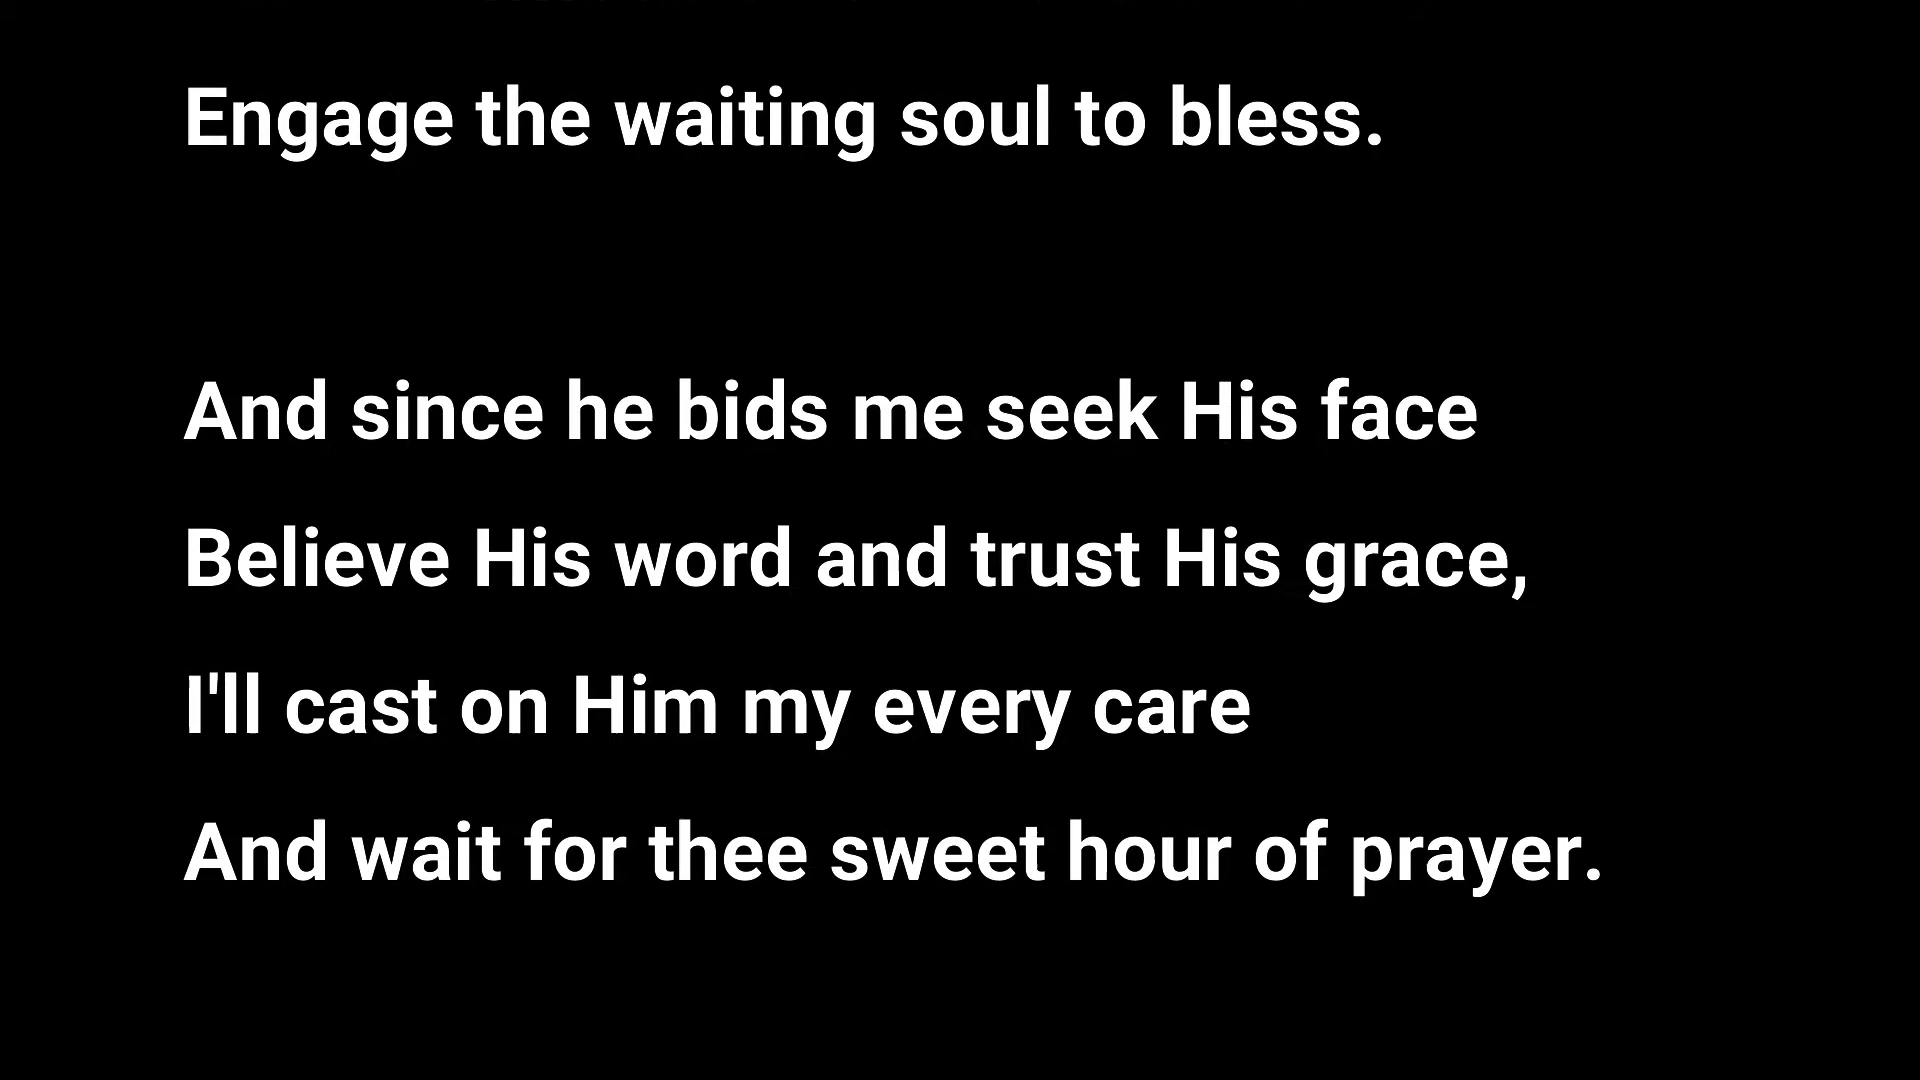 Engage the waiting soul to bless.
And since he bids me seek His face
Believe His word and trust His grace,
I'll cast on Him my every care
And wait for thee sweet hour of prayer.